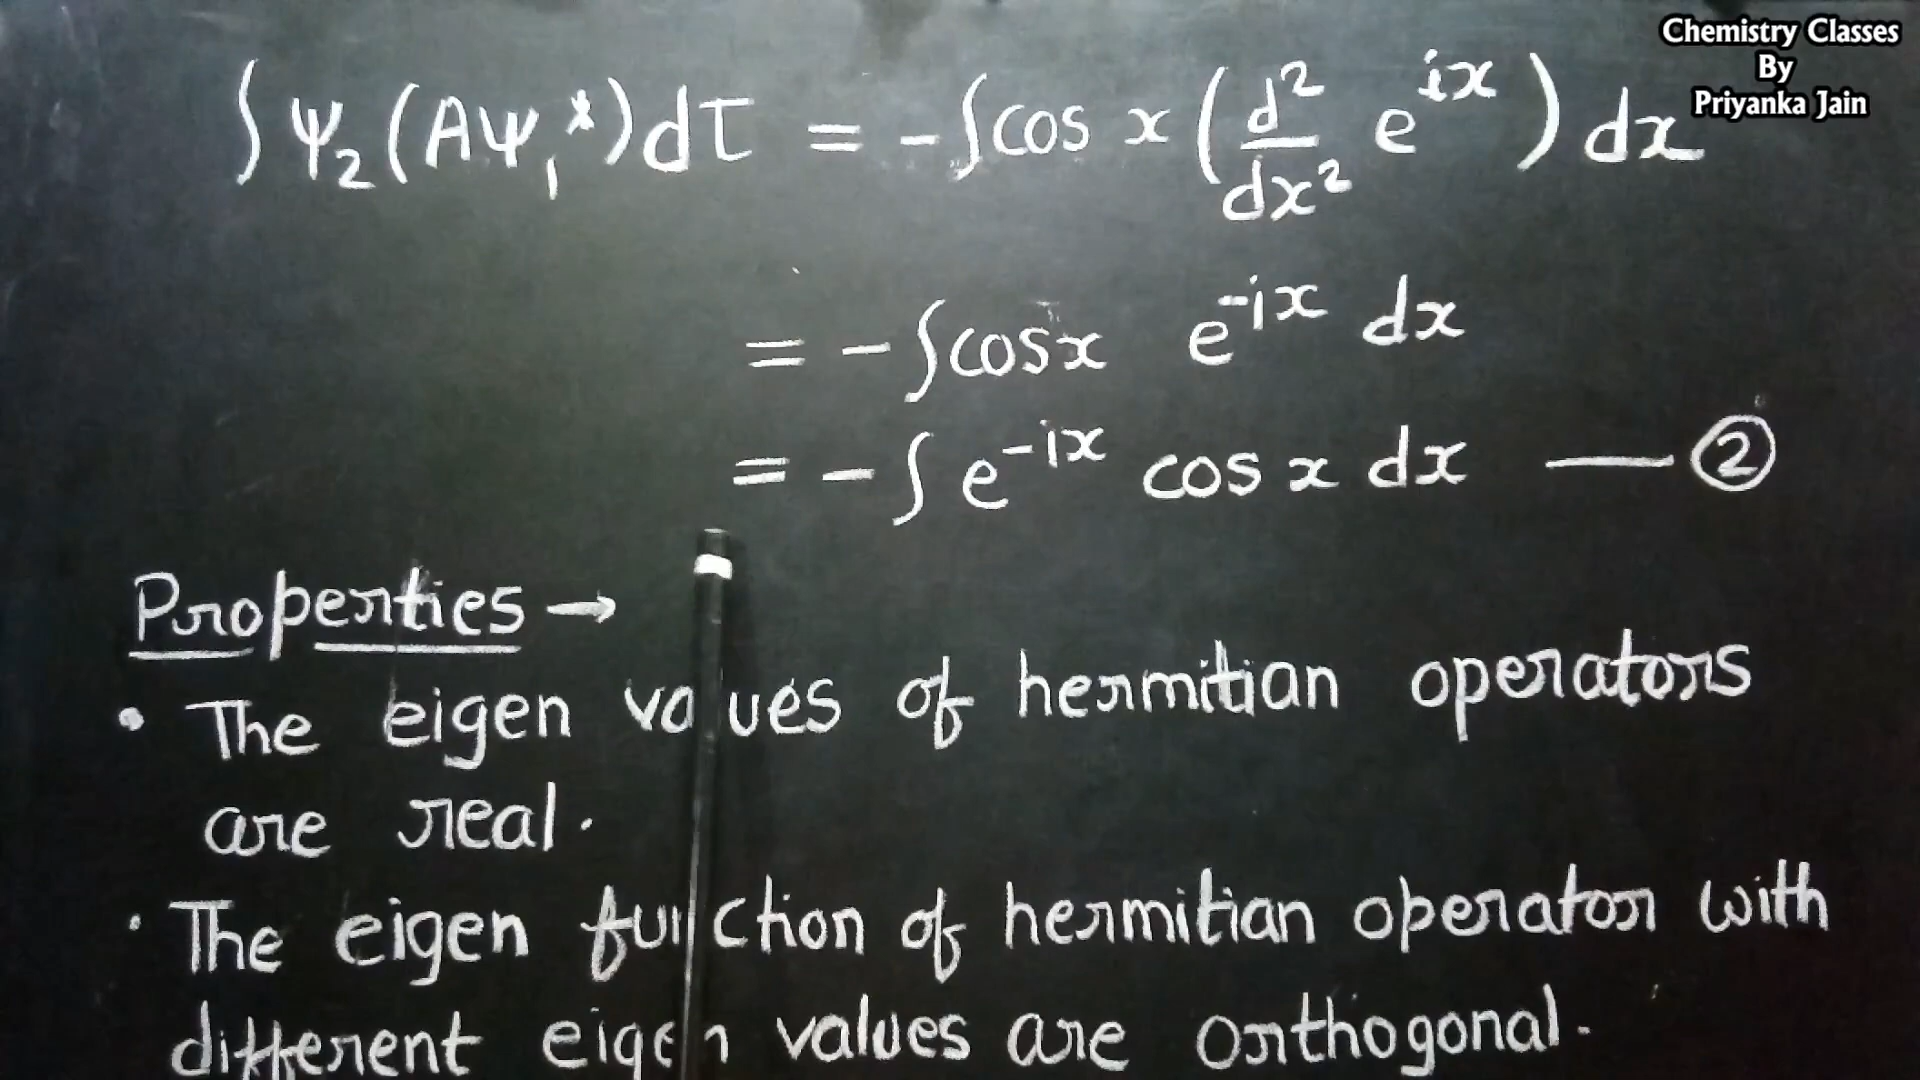 Chemistry Classes
By
Priyanka Jain
∫ψ₂(Aψ₁*)dτ = -∫cos x (d²/dx² e^{ix}) dx
= -∫cosx e^{-ix} dx
= -∫e^{-ix} cos x dx — ②
Properties →
• The eigen values of hermitian operators
are real.
• The eigen function of hermitian operator with
different eigen values are orthogonal.